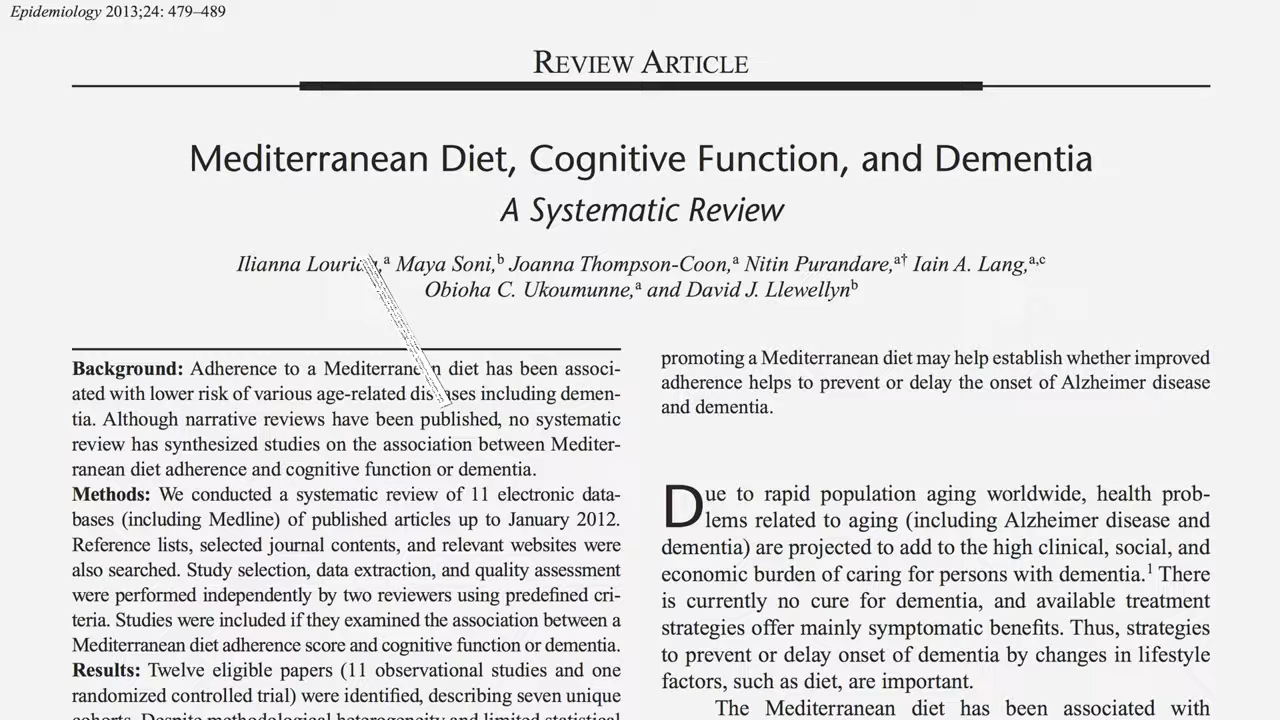 Epidemiology 2013;24: 479–489
REVIEW ARTICLE
Mediterranean Diet, Cognitive Function, and Dementia
A Systematic Review
Ilianna Lourida,ᵃ Maya Soni,ᵇ Joanna Thompson-Coon,ᵃ Nitin Purandare,ᵃ† Iain A. Lang,ᵃ,ᶜ
Obioha C. Ukoumunne,ᵃ and David J. Llewellynᵇ
Background: Adherence to a Mediterranean diet has been associ-
ated with lower risk of various age-related diseases including demen-
tia. Although narrative reviews have been published, no systematic
review has synthesized studies on the association between Mediter-
ranean diet adherence and cognitive function or dementia.
Methods: We conducted a systematic review of 11 electronic data-
bases (including Medline) of published articles up to January 2012.
Reference lists, selected journal contents, and relevant websites were
also searched. Study selection, data extraction, and quality assessment
were performed independently by two reviewers using predefined cri-
teria. Studies were included if they examined the association between a
Mediterranean diet adherence score and cognitive function or dementia.
Results: Twelve eligible papers (11 observational studies and one
randomized controlled trial) were identified, describing seven unique
cohorts. Despite methodological heterogeneity and limited statistical
promoting a Mediterranean diet may help establish whether improved
adherence helps to prevent or delay the onset of Alzheimer disease
and dementia.
Due to rapid population aging worldwide, health prob-
lems related to aging (including Alzheimer disease and
dementia) are projected to add to the high clinical, social, and
economic burden of caring for persons with dementia.¹ There
is currently no cure for dementia, and available treatment
strategies offer mainly symptomatic benefits. Thus, strategies
to prevent or delay onset of dementia by changes in lifestyle
factors, such as diet, are important.
The Mediterranean diet has been associated with